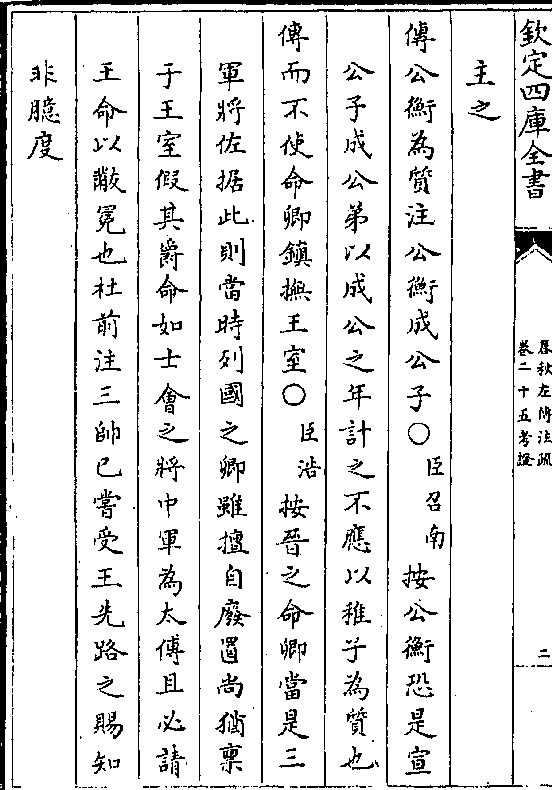 欽定四庫全書
春秋左傳注疏
卷二十五考證
二
主之
傳公衡為質注公衡成公子○臣召南按公衡恐是宣
公子成公弟以成公之年計之不應以稚子為質也
傳而不使命卿鎮撫王室○臣浩按晉之命卿當是三
軍將佐据此則當時列國之卿雖擅自廢置尚猶稟
于王室假其爵命如士會之將中軍為太傅且必請
王命以黻冕也杜前注三帥已嘗受王先路之賜知
非臆度